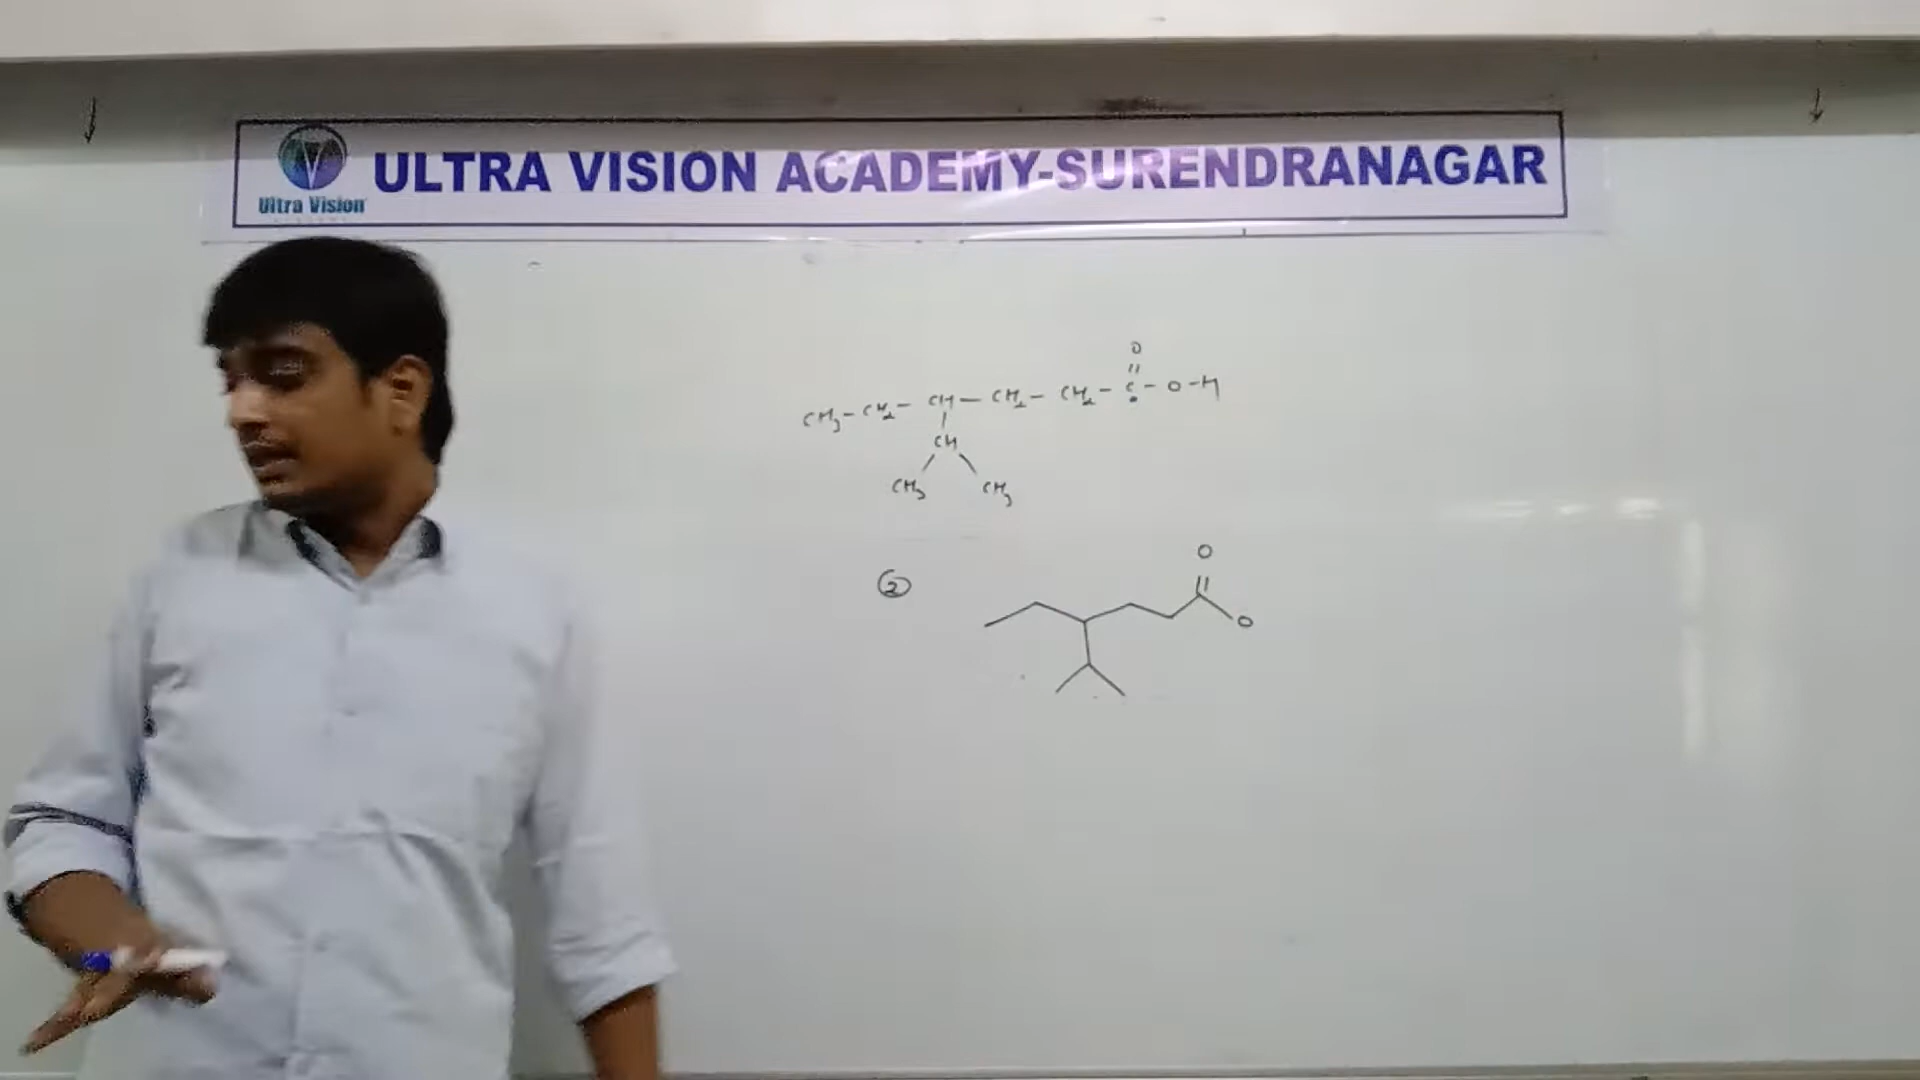 ULTRA VISION ACADEMY-SURENDRANAGAR
Ultra Vision
O
||
CH3-CH2-CH-CH2-CH2-C-O-H
CH
CH3 CH3
② O
O